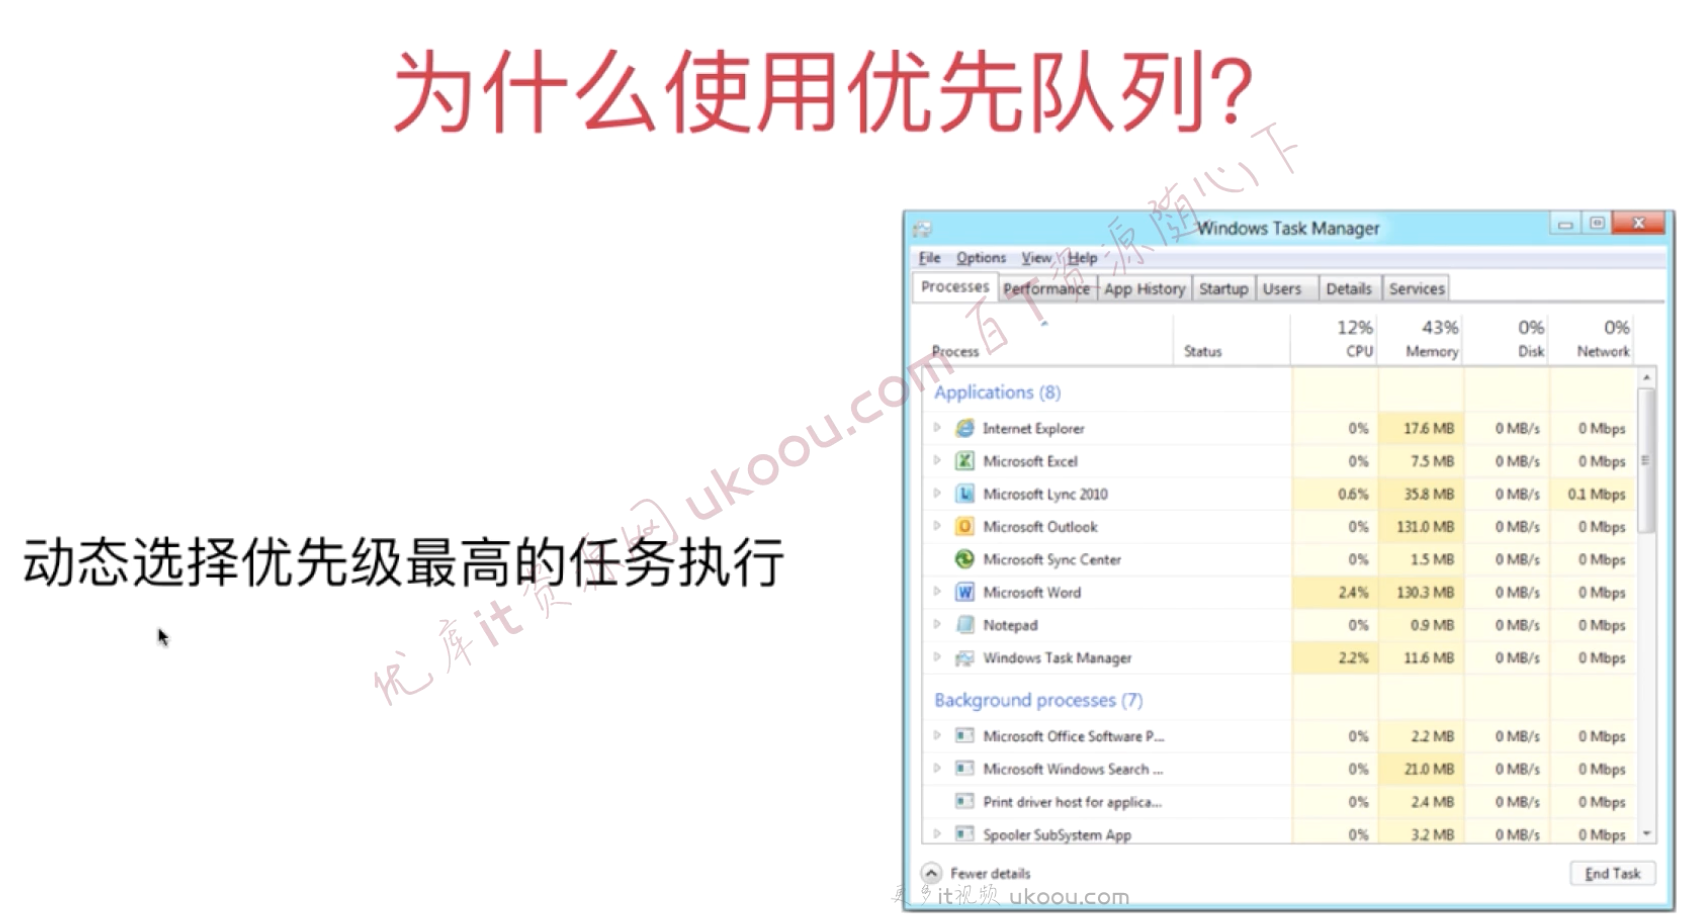 为什么使用优先队列?
动态选择优先级最高的任务执行
优库it资源网 ukoou.com 百T资源随心下
Windows Task Manager
File Options View Help
Processes Performance App History Startup Users Details Services
12% 43% 0% 0%
Process Status CPU Memory Disk Network
Applications (8)
Internet Explorer 0% 17.6 MB 0 MB/s 0 Mbps
Microsoft Excel 0% 7.5 MB 0 MB/s 0 Mbps
Microsoft Lync 2010 0.6% 35.8 MB 0 MB/s 0.1 Mbps
Microsoft Outlook 0% 131.0 MB 0 MB/s 0 Mbps
Microsoft Sync Center 0% 1.5 MB 0 MB/s 0 Mbps
Microsoft Word 2.4% 130.3 MB 0 MB/s 0 Mbps
Notepad 0% 0.9 MB 0 MB/s 0 Mbps
Windows Task Manager 2.2% 11.6 MB 0 MB/s 0 Mbps
Background processes (7)
Microsoft Office Software P... 0% 2.2 MB 0 MB/s 0 Mbps
Microsoft Windows Search ... 0% 21.0 MB 0 MB/s 0 Mbps
Print driver host for applica... 0% 2.4 MB 0 MB/s 0 Mbps
Spooler SubSystem App 0% 3.2 MB 0 MB/s 0 Mbps
Fewer details End Task
更多it视频 ukoou.com